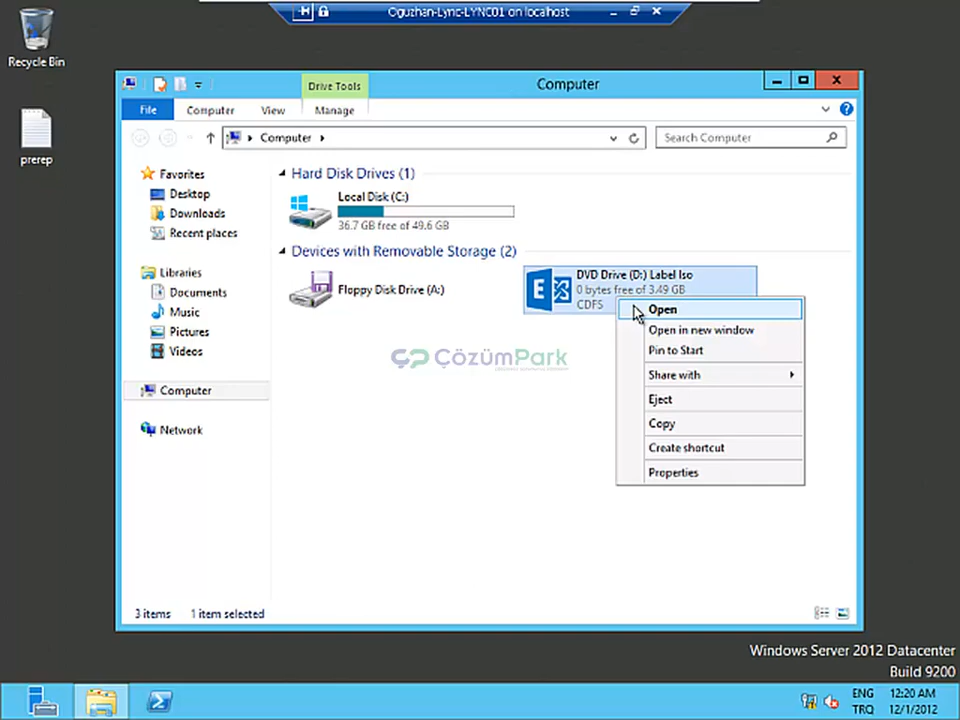 Oguzhan-Lync-LYNC01 on localhost
Recycle Bin
prerep
Drive Tools
Computer
File
Computer
View
Manage
Computer
Search Computer
Favorites
Desktop
Downloads
Recent places
Libraries
Documents
Music
Pictures
Videos
Computer
Network
Hard Disk Drives (1)
Local Disk (C:)
36.7 GB free of 49.6 GB
Devices with Removable Storage (2)
Floppy Disk Drive (A:)
DVD Drive (D:) Label Iso
0 bytes free of 3.49 GB
CDFS
Open
Open in new window
Pin to Start
Share with
Eject
Copy
Create shortcut
Properties
ÇözümPark
3 items
1 item selected
Windows Server 2012 Datacenter
Build 9200
ENG
TRQ
12:20 AM
12/1/2012